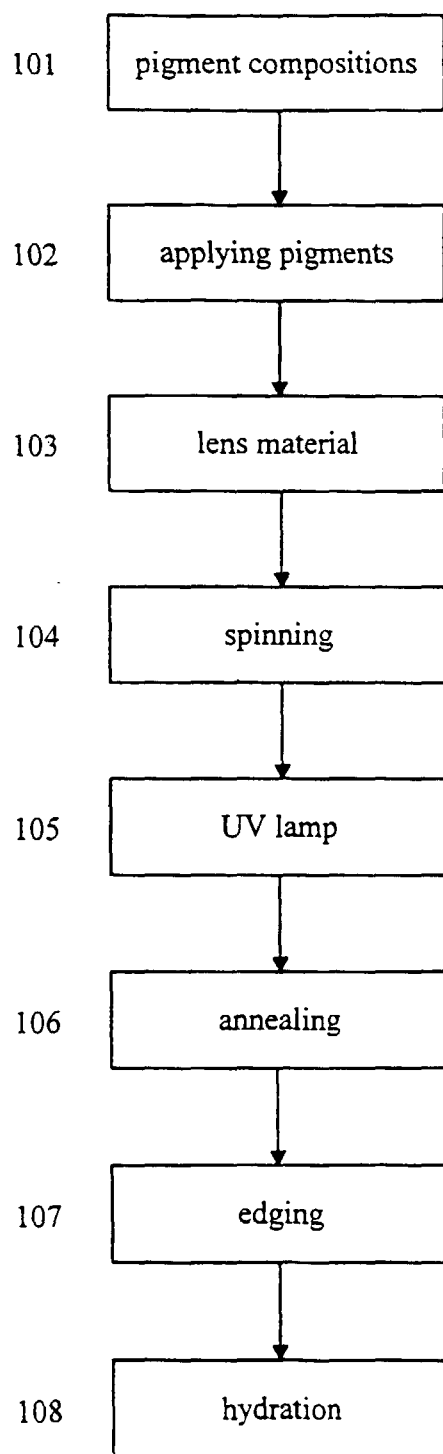 101 pigment compositions
102 applying pigments
103 lens material
104 spinning
105 UV lamp
106 annealing
107 edging
108 hydration